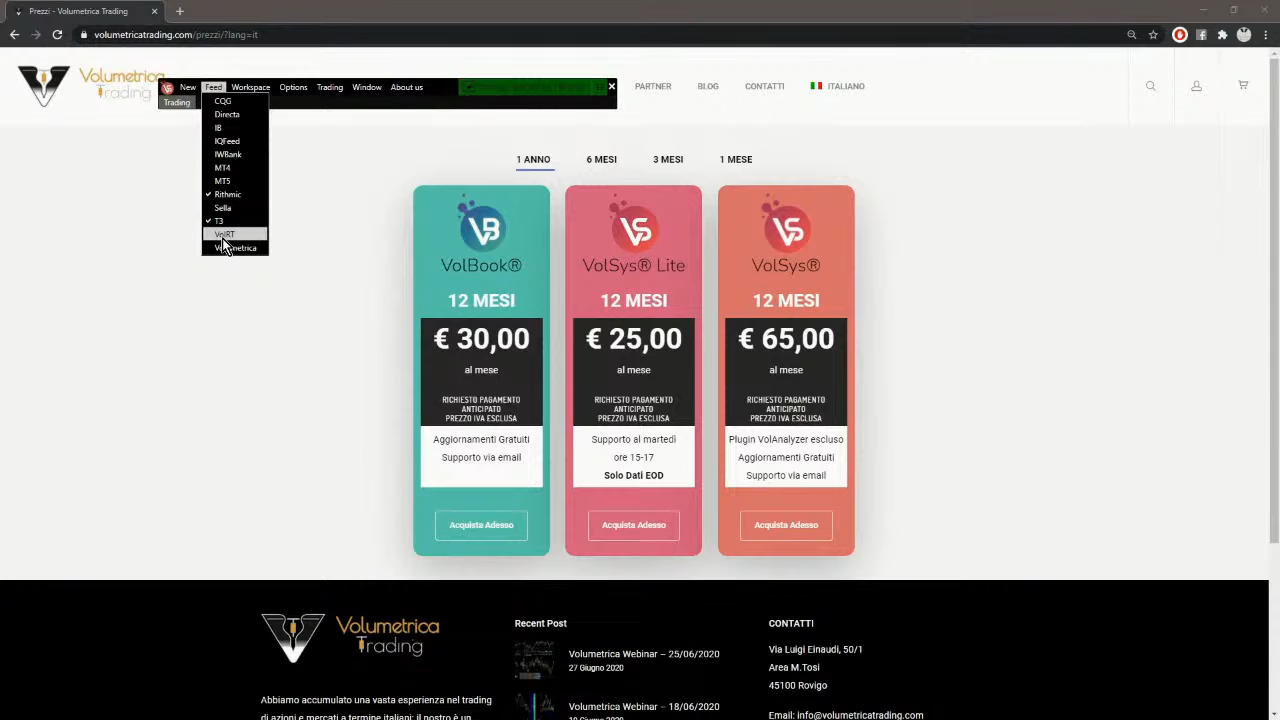 Prezzi - Volumetrica Trading
volumetricatrading.com/prezzi/?lang=it
Volumetrica
Trading
New Feed Workspace Options Trading Window About us
Trading
CQG
Directa
IB
IQFeed
IWBank
MT4
MT5
Rithmic
Sella
T3
VolRT
Volumetrica
PARTNER BLOG CONTATTI ITALIANO
1 ANNO 6 MESI 3 MESI 1 MESE
VolBook®
12 MESI
€ 30,00
al mese
RICHIESTO PAGAMENTO
ANTICIPATO
PREZZO IVA ESCLUSA
Aggiornamenti Gratuiti
Supporto via email
Acquista Adesso
VolSys® Lite
12 MESI
€ 25,00
al mese
RICHIESTO PAGAMENTO
ANTICIPATO
PREZZO IVA ESCLUSA
Supporto al martedì
ore 15-17
Solo Dati EOD
Acquista Adesso
VolSys®
12 MESI
€ 65,00
al mese
RICHIESTO PAGAMENTO
ANTICIPATO
PREZZO IVA ESCLUSA
Plugin VolAnalyzer escluso
Aggiornamenti Gratuiti
Supporto via email
Acquista Adesso
Volumetrica
Trading
Abbiamo accumulato una vasta esperienza nel trading
di azioni e mercati a termine italiani; il nostro è un
Recent Post
Volumetrica Webinar – 25/06/2020
27 Giugno 2020
Volumetrica Webinar – 18/06/2020
CONTATTI
Via Luigi Einaudi, 50/1
Area M.Tosi
45100 Rovigo
Email: info@volumetricatrading.com